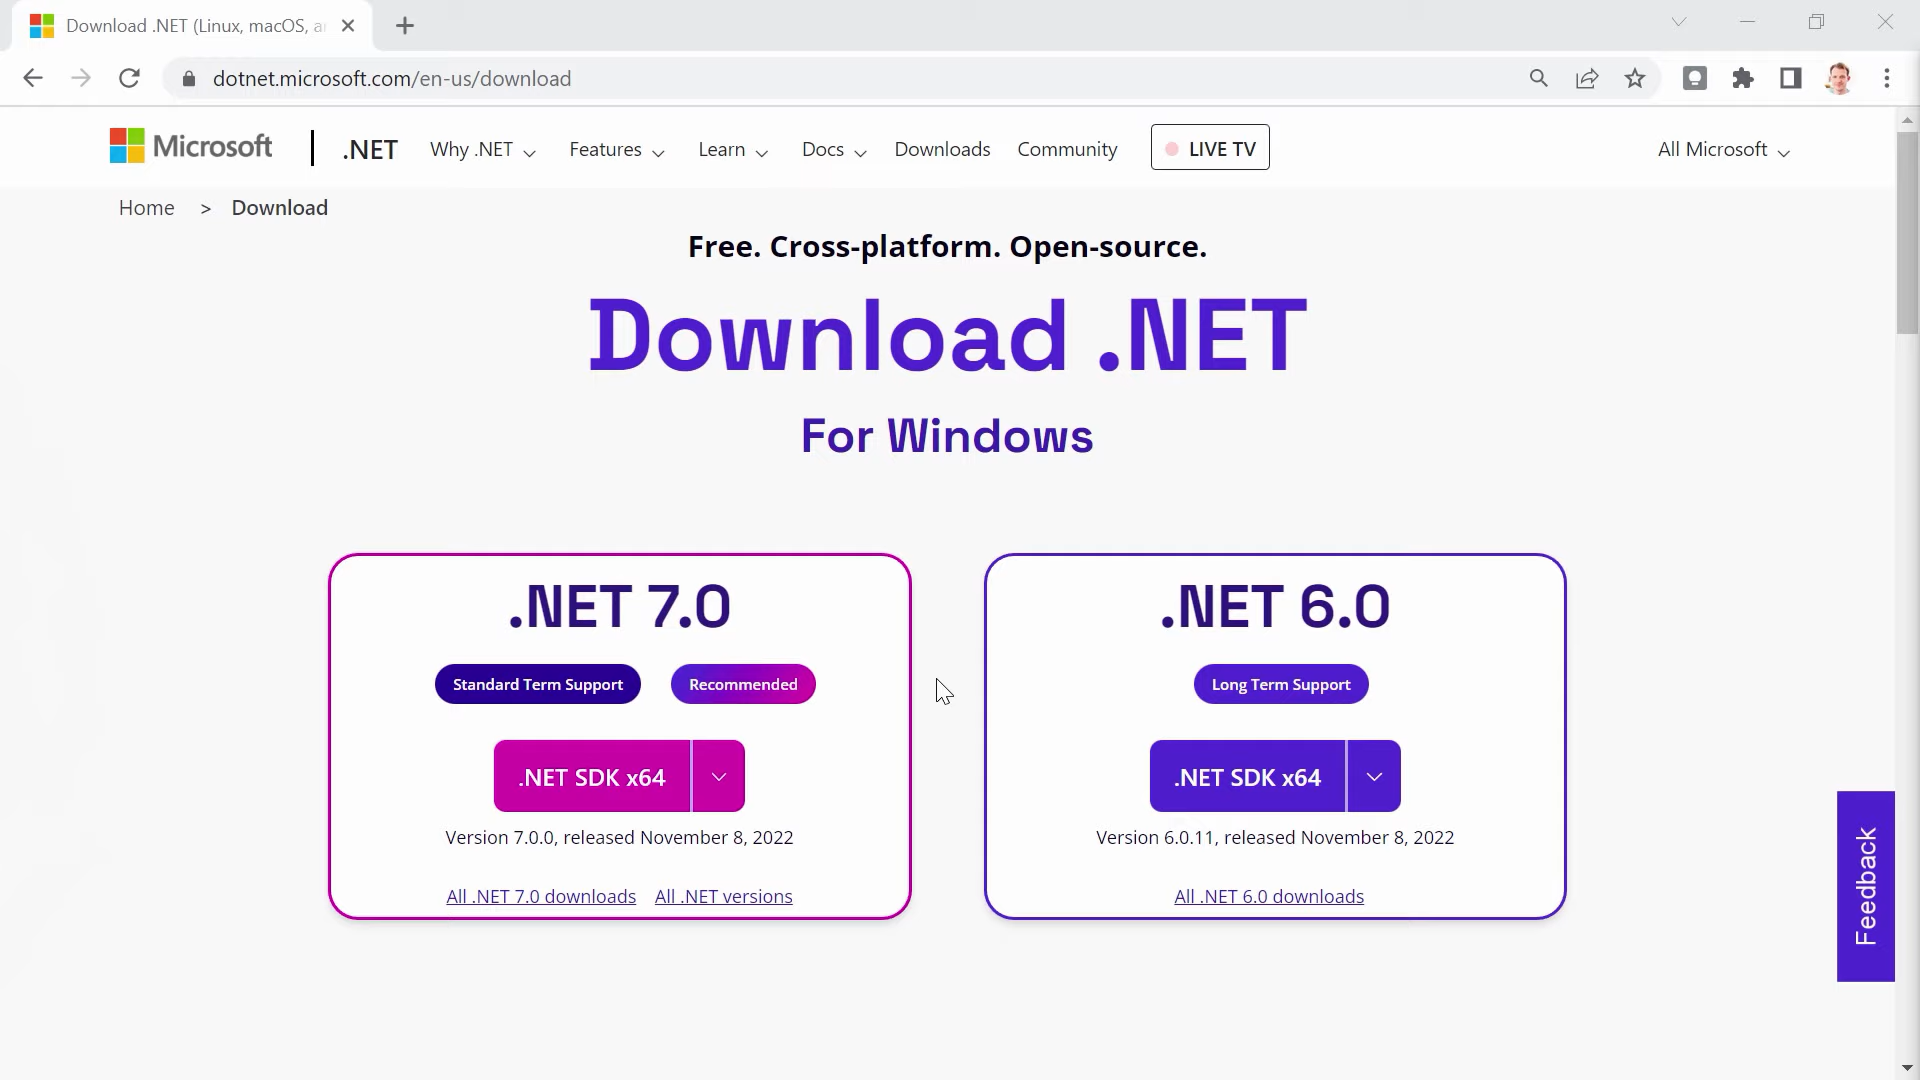 Download .NET (Linux, macOS, a
dotnet.microsoft.com/en-us/download
Microsoft
.NET
Why .NET
Features
Learn
Docs
Downloads
Community
LIVE TV
All Microsoft
Home > Download
Free. Cross-platform. Open-source.
Download .NET
For Windows
.NET 7.0
Standard Term Support
Recommended
.NET SDK x64
Version 7.0.0, released November 8, 2022
All .NET 7.0 downloads
All .NET versions
.NET 6.0
Long Term Support
.NET SDK x64
Version 6.0.11, released November 8, 2022
All .NET 6.0 downloads
Feedback